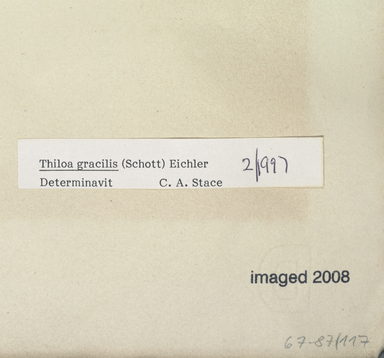 Thiloa gracilis (Schott) Eichler 2/1997
Determinavit C. A. Stace
imaged 2008
67-87/117